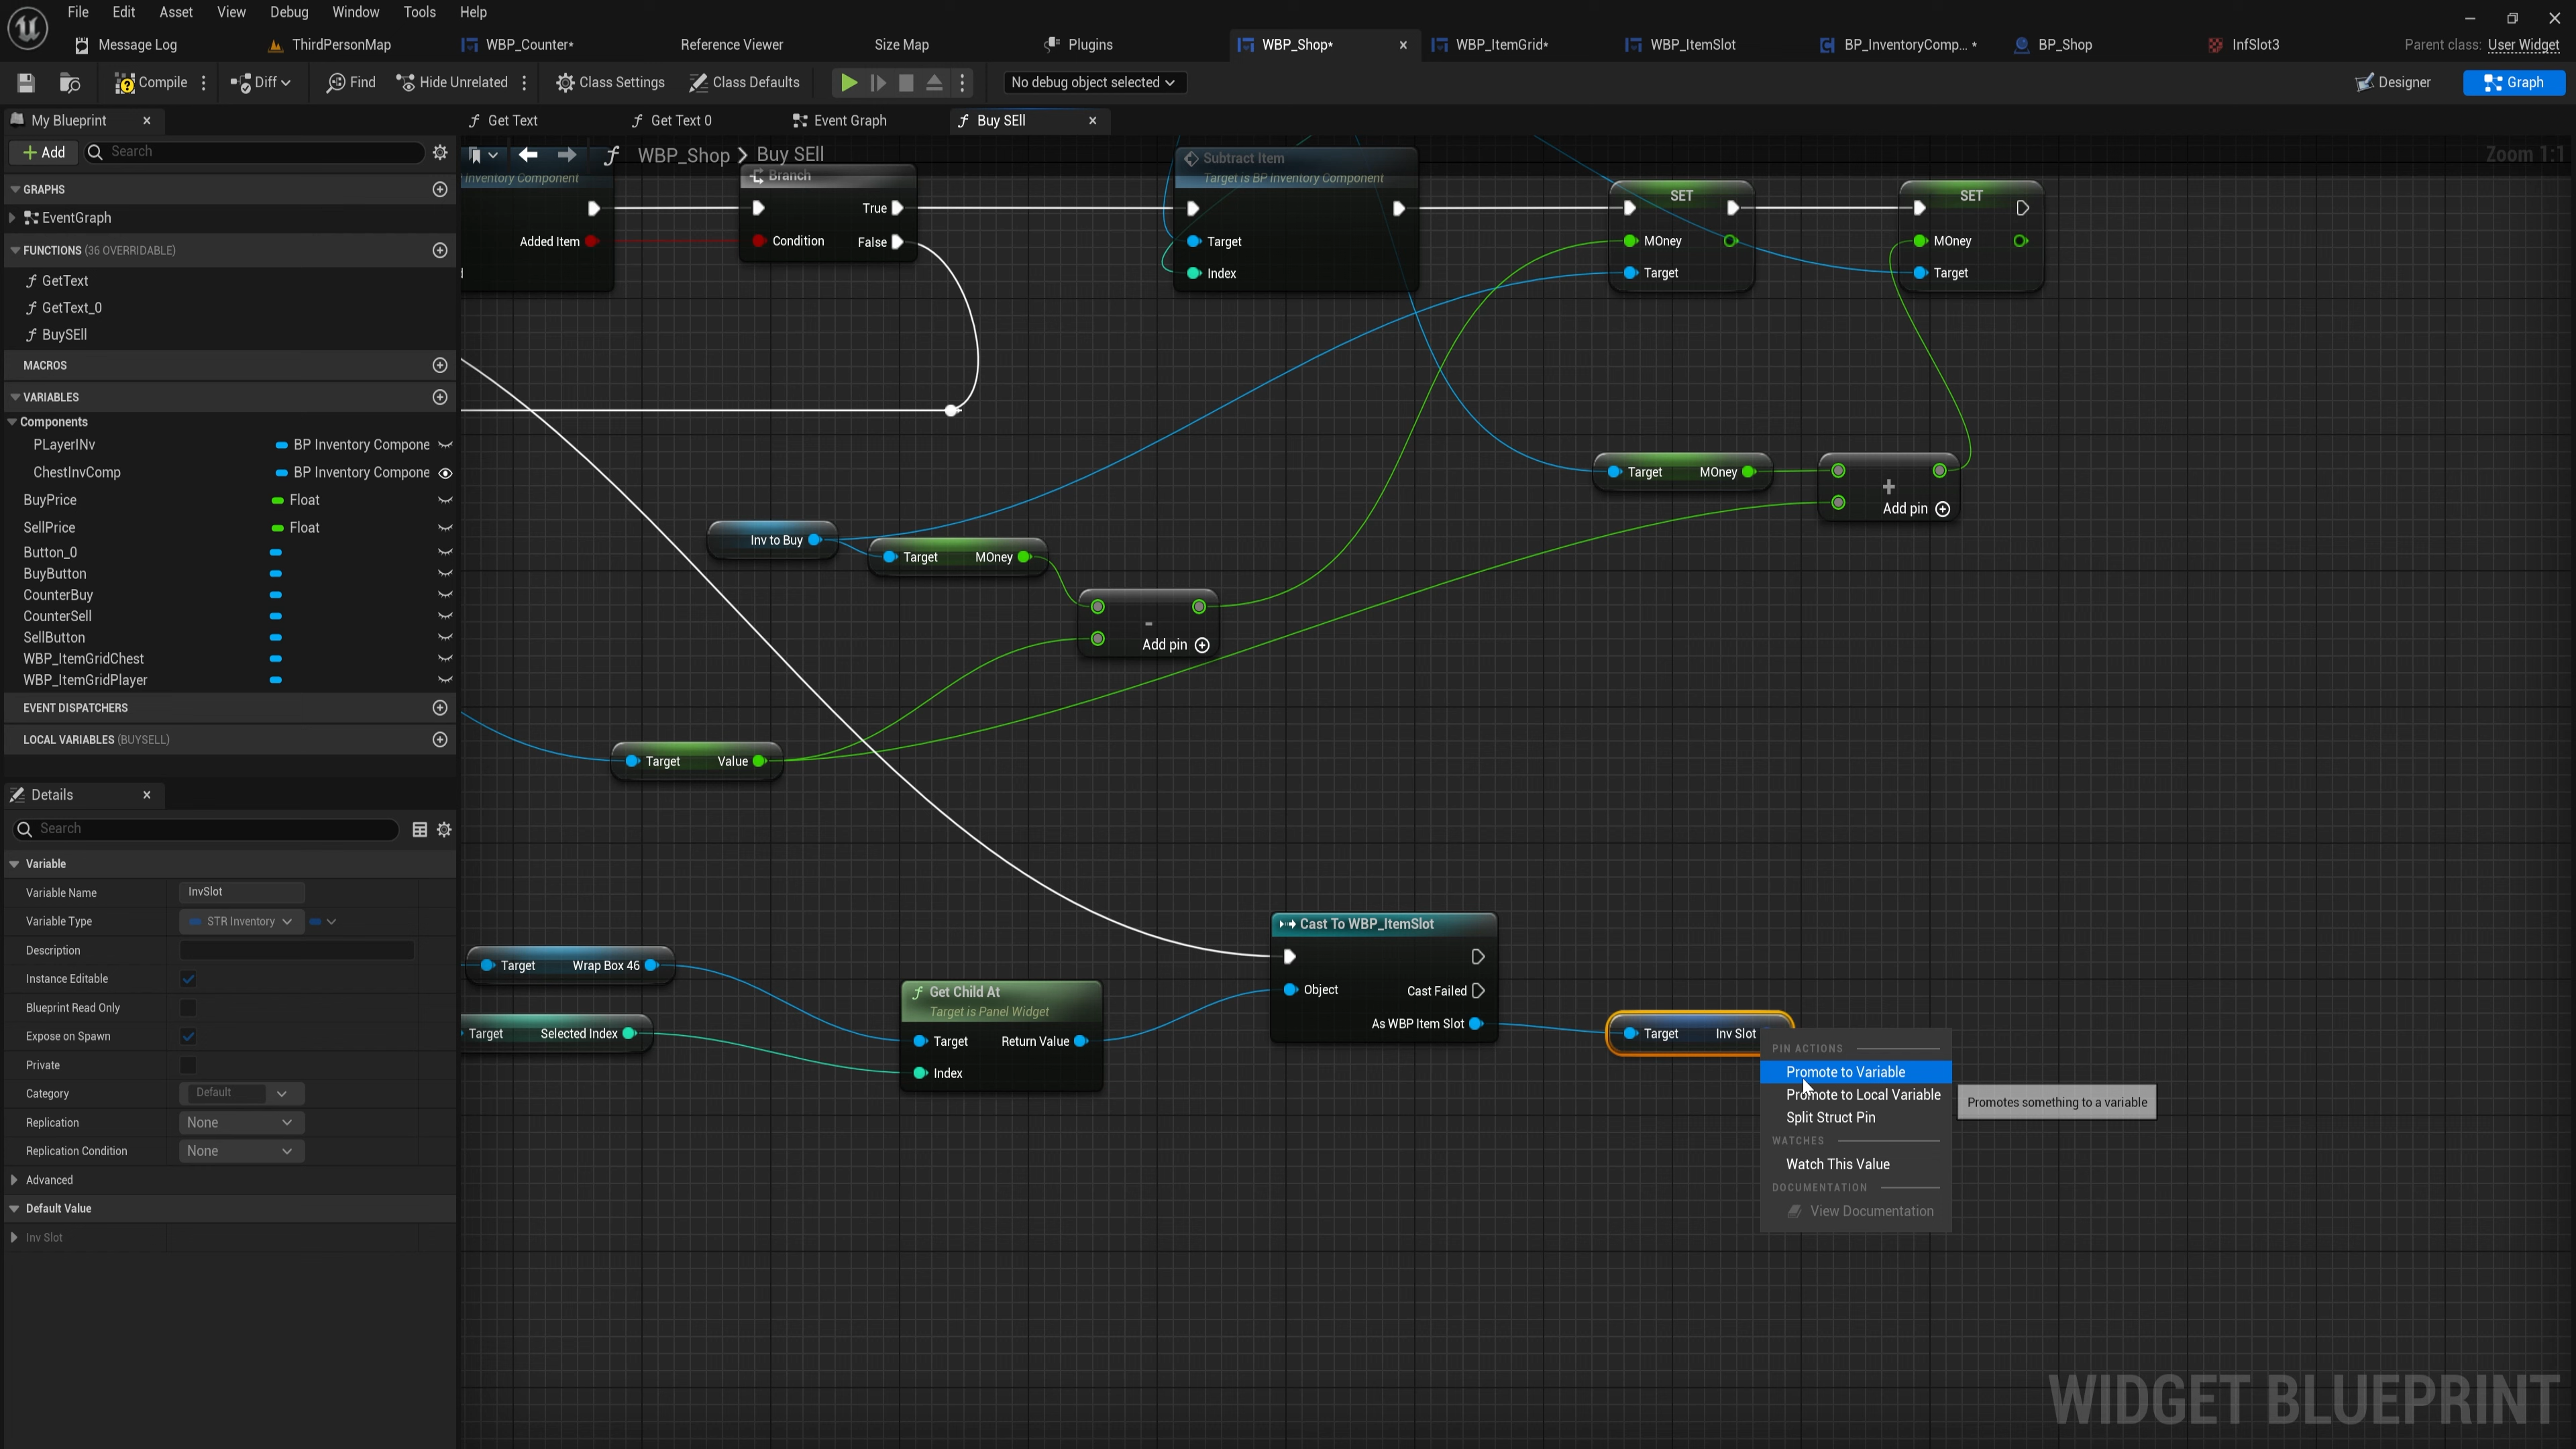 File Edit Asset View Debug Window Tools Help
Message Log ThirdPersonMap WBP_Counter* Reference Viewer Size Map Plugins WBP_Shop* WBP_ItemGrid* WBP_ItemSlot BP_InventoryComp... * BP_Shop InfSlot3 Parent class: User Widget
Compile Diff Find Hide Unrelated Class Settings Class Defaults No debug object selected Designer Graph
My Blueprint
Get Text Get Text 0 Event Graph Buy SEll
Add Search
WBP_Shop > Buy SEll Zoom 1:1
GRAPHS
EventGraph
FUNCTIONS (36 OVERRIDABLE)
GetText
GetText_0
BuySEll
MACROS
VARIABLES
Components
PLayerINv BP Inventory Compone
ChestInvComp BP Inventory Compone
BuyPrice Float
SellPrice Float
Button_0
BuyButton
CounterBuy
CounterSell
SellButton
WBP_ItemGridChest
WBP_ItemGridPlayer
EVENT DISPATCHERS
LOCAL VARIABLES (BUYSELL)
Details
Search
Variable
Variable Name InvSlot
Variable Type STR Inventory
Description
Instance Editable
Blueprint Read Only
Expose on Spawn
Private
Category Default
Replication None
Replication Condition None
Advanced
Default Value
Inv Slot
Inventory Component
Added Item
Branch
True
Condition False
Subtract Item
Target is BP Inventory Component
Target
Index
SET
MOney
Target
SET
MOney
Target
Target MOney
+
Add pin
Inv to Buy
Target MOney
-
Add pin
Target Value
Target Wrap Box 46
Target Selected Index
Get Child At
Target is Panel Widget
Target Return Value
Index
Cast To WBP_ItemSlot
Object Cast Failed
As WBP Item Slot
Target Inv Slot
PIN ACTIONS
Promote to Variable
Promote to Local Variable
Split Struct Pin
WATCHES
Watch This Value
DOCUMENTATION
View Documentation
Promotes something to a variable
WIDGET BLUEPRINT